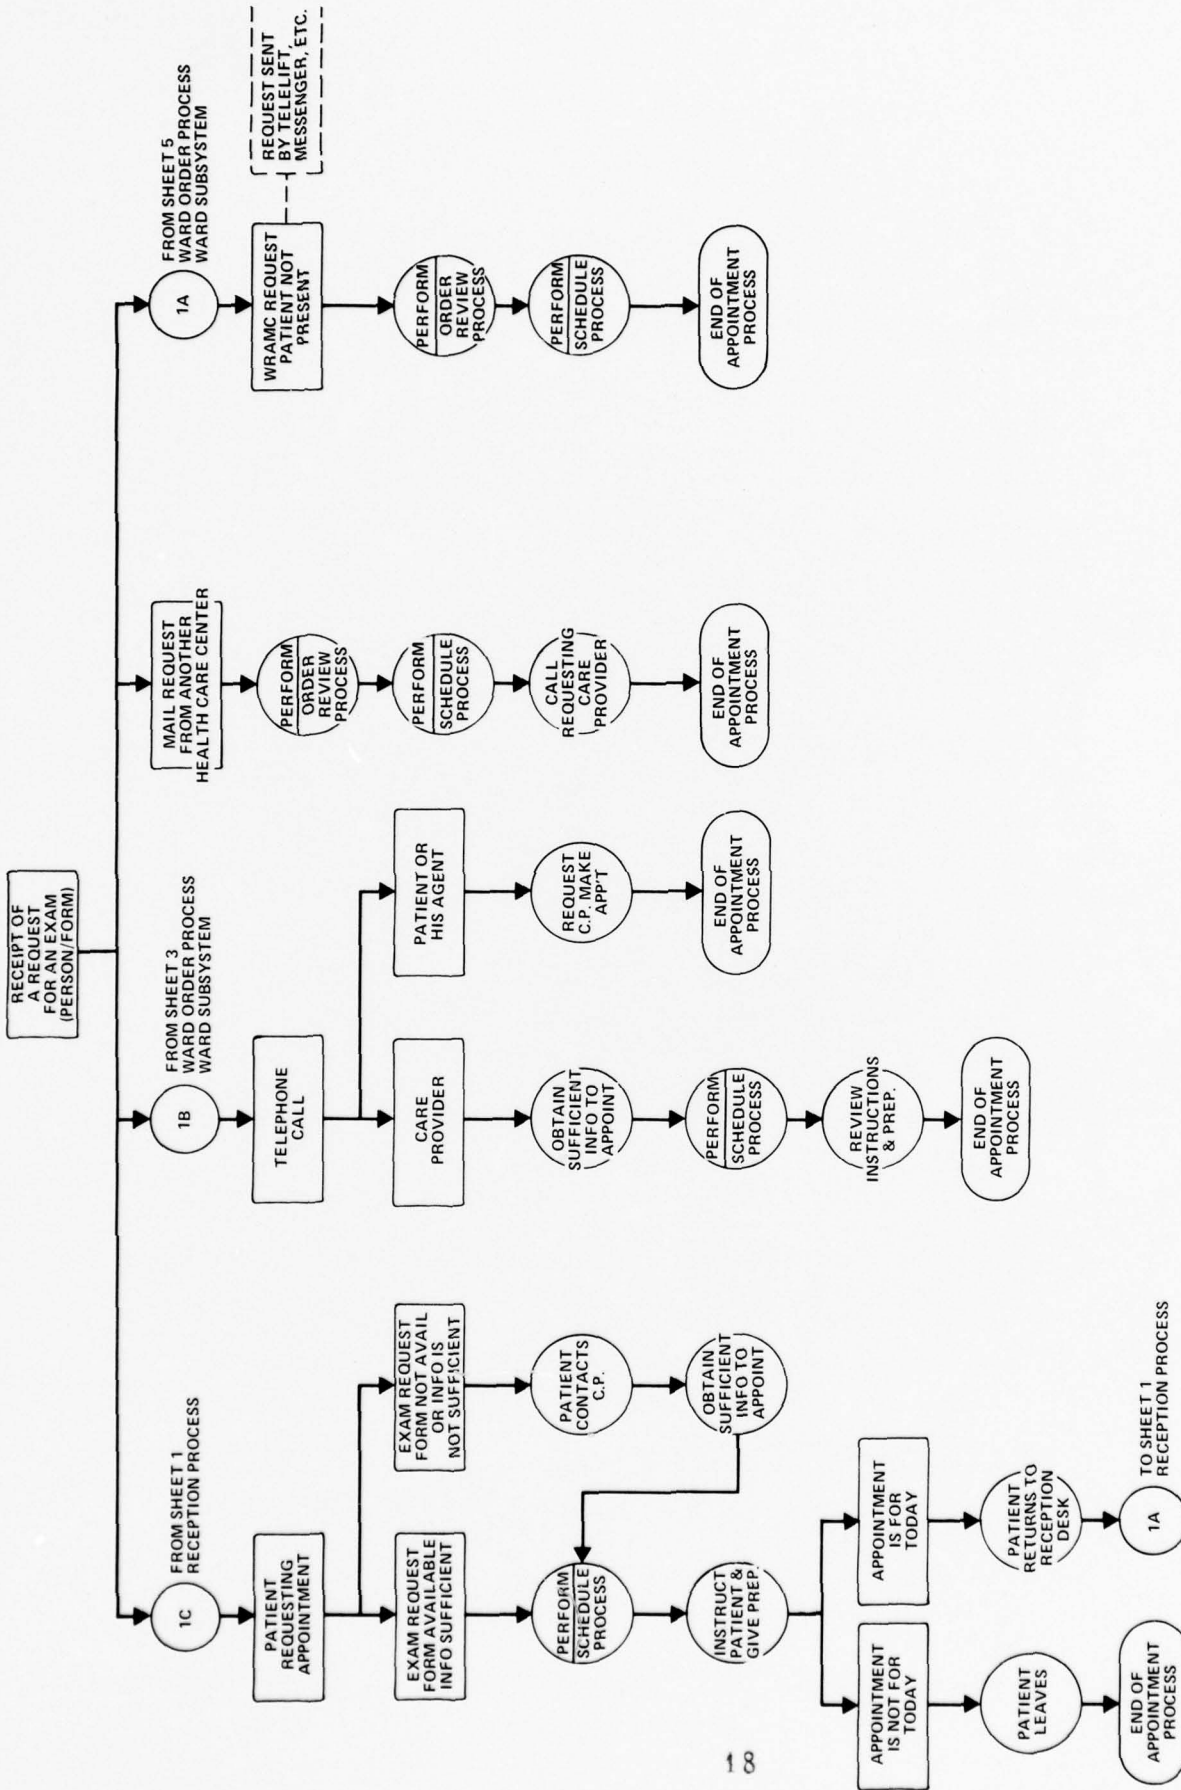 RECEIPT OF
A REQUEST
FOR AN EXAM
(PERSON/FORM)
1C
FROM SHEET 1
RECEPTION PROCESS
PATIENT
REQUESTING
APPOINTMENT
EXAM REQUEST
FORM AVAILABLE
INFO SUFFICIENT
EXAM REQUEST
FORM NOT AVAIL
OR INFO IS
NOT SUFFICIENT
PATIENT
CONTACTS
C.P.
OBTAIN
SUFFICIENT
INFO TO
APPOINT
PERFORM
SCHEDULE
PROCESS
INSTRUCT
PATIENT &
GIVE PREP.
APPOINTMENT
IS NOT FOR
TODAY
PATIENT
LEAVES
END OF
APPOINTMENT
PROCESS
APPOINTMENT
IS FOR
TODAY
PATIENT
RETURNS TO
RECEPTION
DESK
1A
TO SHEET 1
RECEPTION PROCESS
1B
FROM SHEET 3
WARD ORDER PROCESS
WARD SUBSYSTEM
TELEPHONE
CALL
CARE
PROVIDER
OBTAIN
SUFFICIENT
INFO TO
APPOINT
PERFORM
SCHEDULE
PROCESS
REVIEW
INSTRUCTIONS
& PREP.
END OF
APPOINTMENT
PROCESS
PATIENT OR
HIS AGENT
REQUEST
C.P. MAKE
APP'T
END OF
APPOINTMENT
PROCESS
MAIL REQUEST
FROM ANOTHER
HEALTH CARE CENTER
PERFORM
ORDER
REVIEW
PROCESS
PERFORM
SCHEDULE
PROCESS
CALL
REQUESTING
CARE
PROVIDER
END OF
APPOINTMENT
PROCESS
1A
FROM SHEET 5
WARD ORDER PROCESS
WARD SUBSYSTEM
WRAMC REQUEST
PATIENT NOT
PRESENT
REQUEST SENT
BY TELELIFT,
MESSENGER, ETC.
PERFORM
ORDER
REVIEW
PROCESS
PERFORM
SCHEDULE
PROCESS
END OF
APPOINTMENT
PROCESS
18